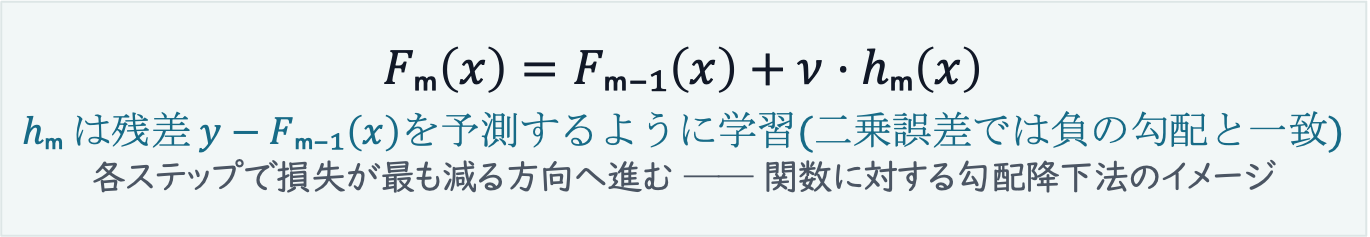 Fₘ(x) = Fₘ₋₁(x) + ν · hₘ(x)
hₘ は残差 y − Fₘ₋₁(x)を予測するように学習(二乗誤差では負の勾配と一致)
各ステップで損失が最も減る方向へ進む —— 関数に対する勾配降下法のイメージ